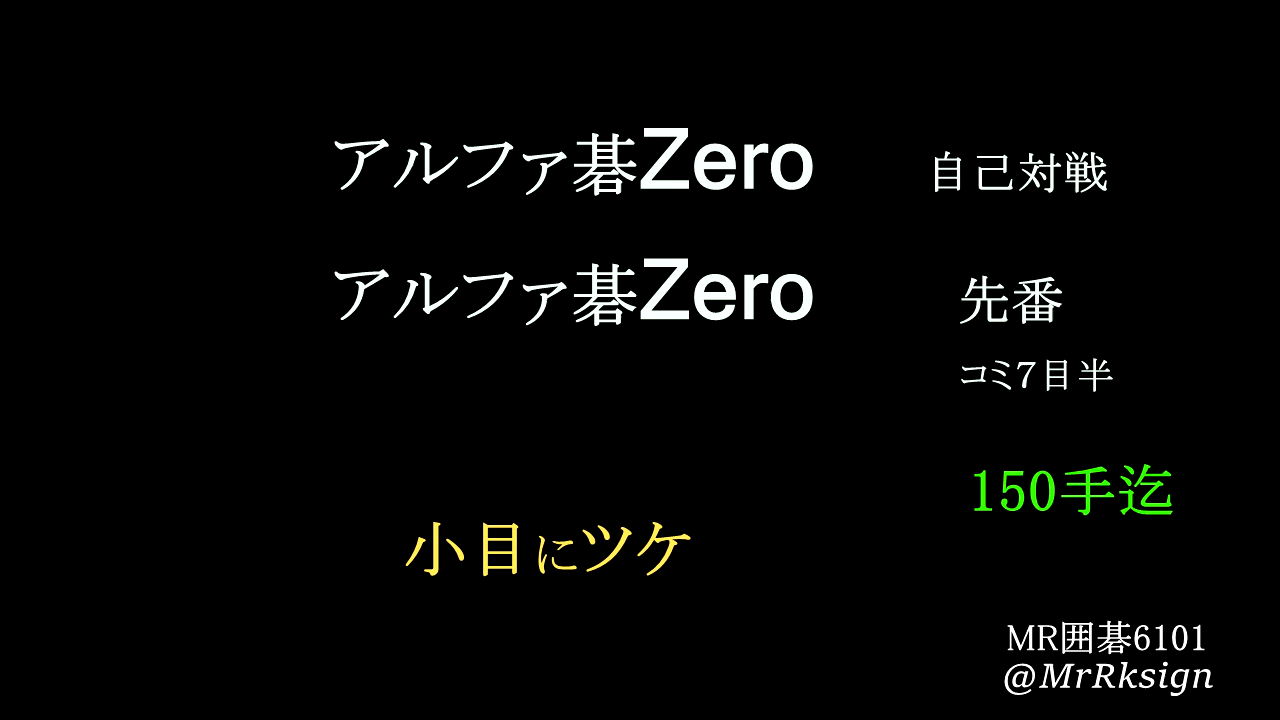 アルファ碁Zero 自己対戦
アルファ碁Zero 先番
コミ7目半
150手迄
小目にツケ
MR囲碁6101
@MrRksign